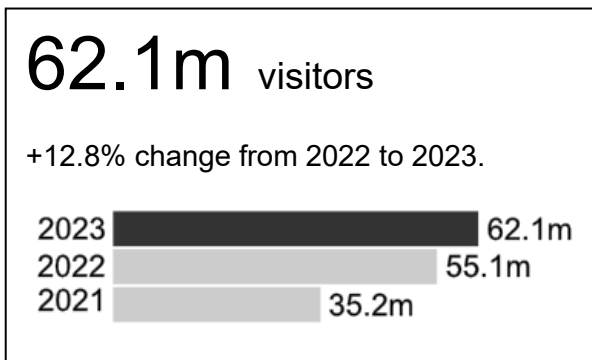 62.1m visitors
+12.8% change from 2022 to 2023.
2023 62.1m
2022 55.1m
2021 35.2m